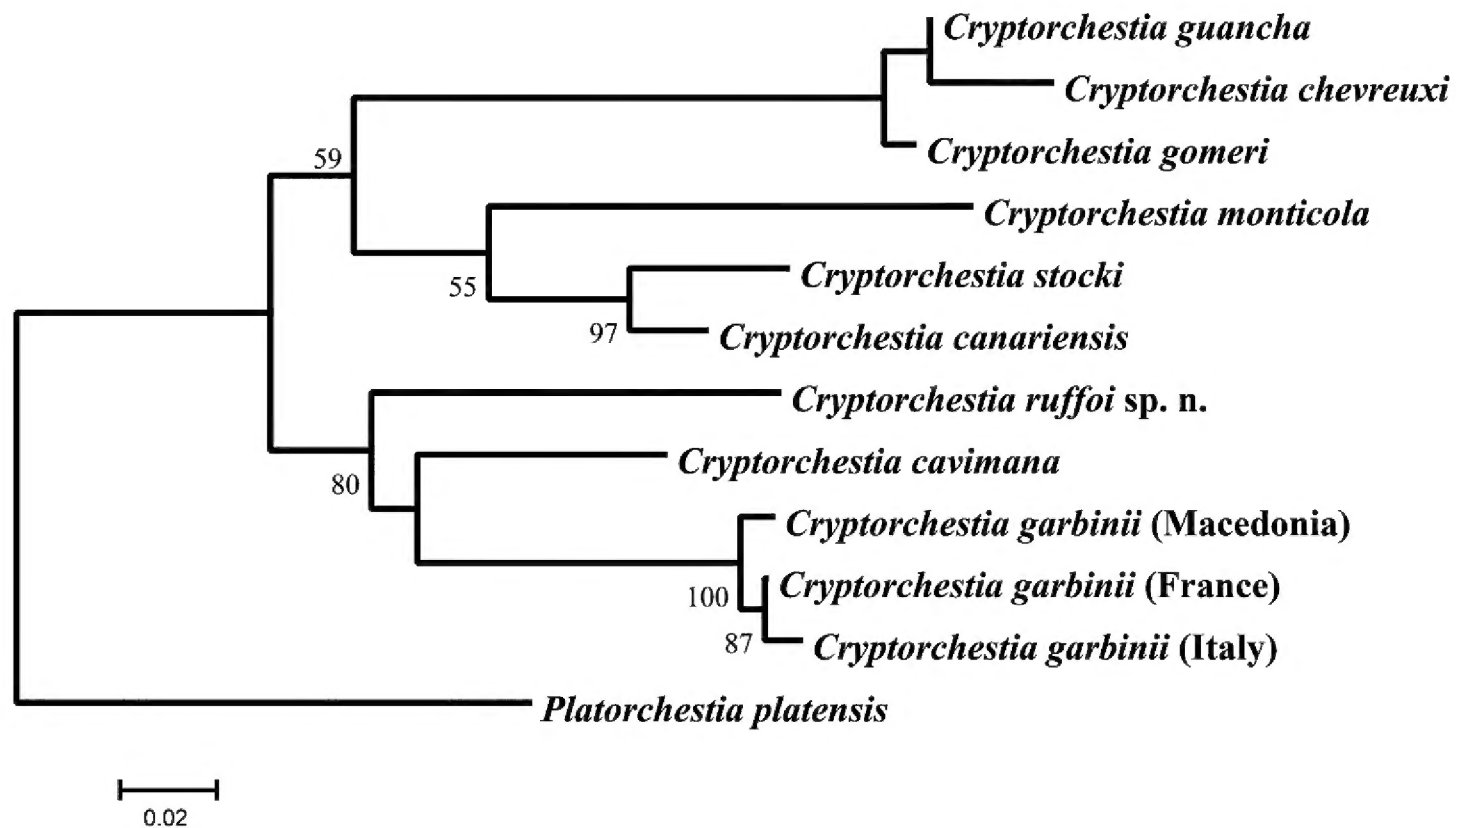 Cryptorchestia guancha
Cryptorchestia chevreuxi
Cryptorchestia gomeri
59
Cryptorchestia monticola
Cryptorchestia stocki
55
Cryptorchestia canariensis
97
Cryptorchestia ruffoi sp. n.
Cryptorchestia cavimana
80
Cryptorchestia garbinii (Macedonia)
Cryptorchestia garbinii (France)
100
Cryptorchestia garbinii (Italy)
87
Platorchestia platensis
0.02